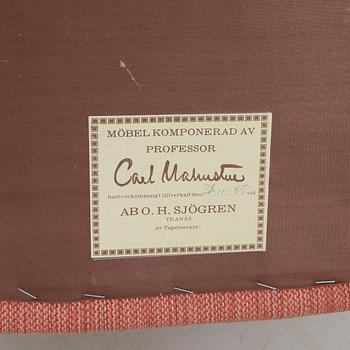 MÖBEL KOMPONERAD AV
PROFESSOR
Carl Malmsten
hantverksmässigt tillverkad den
AB O. H. SJÖGREN
TRANÅS
av Tapetserare: